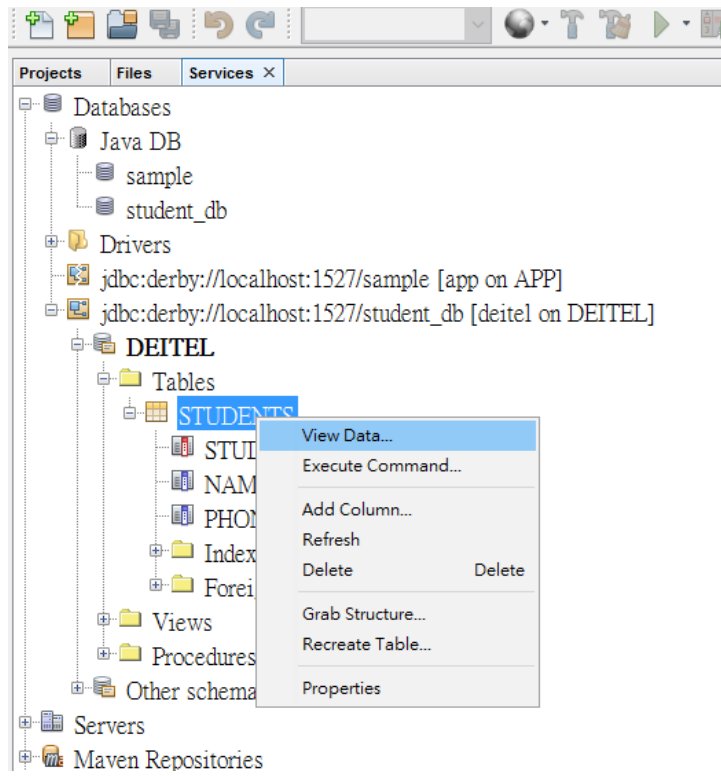 Projects Files Services ×
Databases
Java DB
sample
student_db
Drivers
jdbc:derby://localhost:1527/sample [app on APP]
jdbc:derby://localhost:1527/student_db [deitel on DEITEL]
DEITEL
Tables
STUDENTS
View Data...
Execute Command...
Add Column...
Refresh
Delete Delete
Grab Structure...
Recreate Table...
Properties
Views
Procedures
Other schema
Servers
Maven Repositories